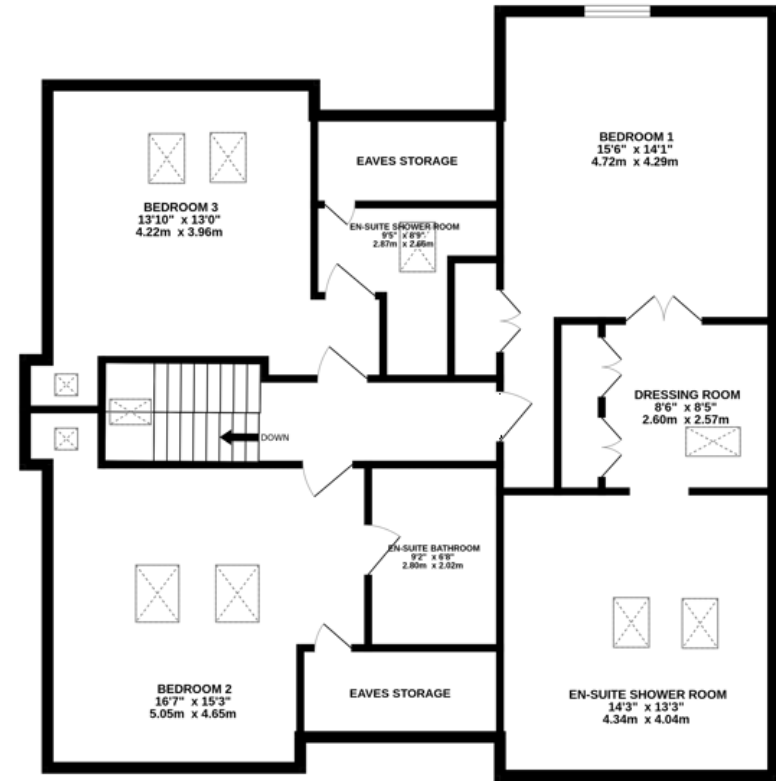 BEDROOM 1
15'6" x 14'1"
4.72m x 4.29m
EAVES STORAGE
BEDROOM 3
13'10" x 13'0"
4.22m x 3.96m
EN-SUITE SHOWER ROOM
9'5" x 8'9"
2.87m x 2.66m
DRESSING ROOM
8'6" x 8'5"
2.60m x 2.57m
DOWN
EN-SUITE BATHROOM
9'2" x 6'8"
2.80m x 2.02m
BEDROOM 2
16'7" x 15'3"
5.05m x 4.65m
EAVES STORAGE
EN-SUITE SHOWER ROOM
14'3" x 13'3"
4.34m x 4.04m